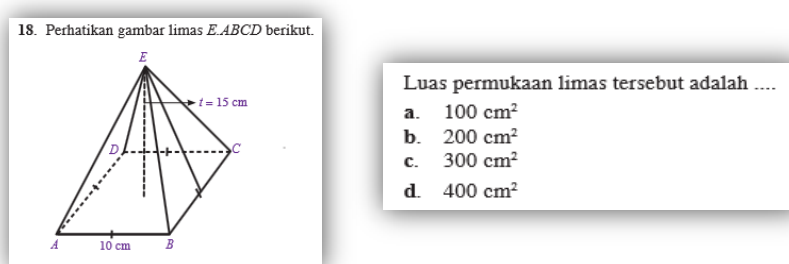 18. Perhatikan gambar limas E.ABCD berikut.
E
t = 15 cm
D
C
A
10 cm
B
Luas permukaan limas tersebut adalah ....
a. 100 cm²
b. 200 cm²
c. 300 cm²
d. 400 cm²